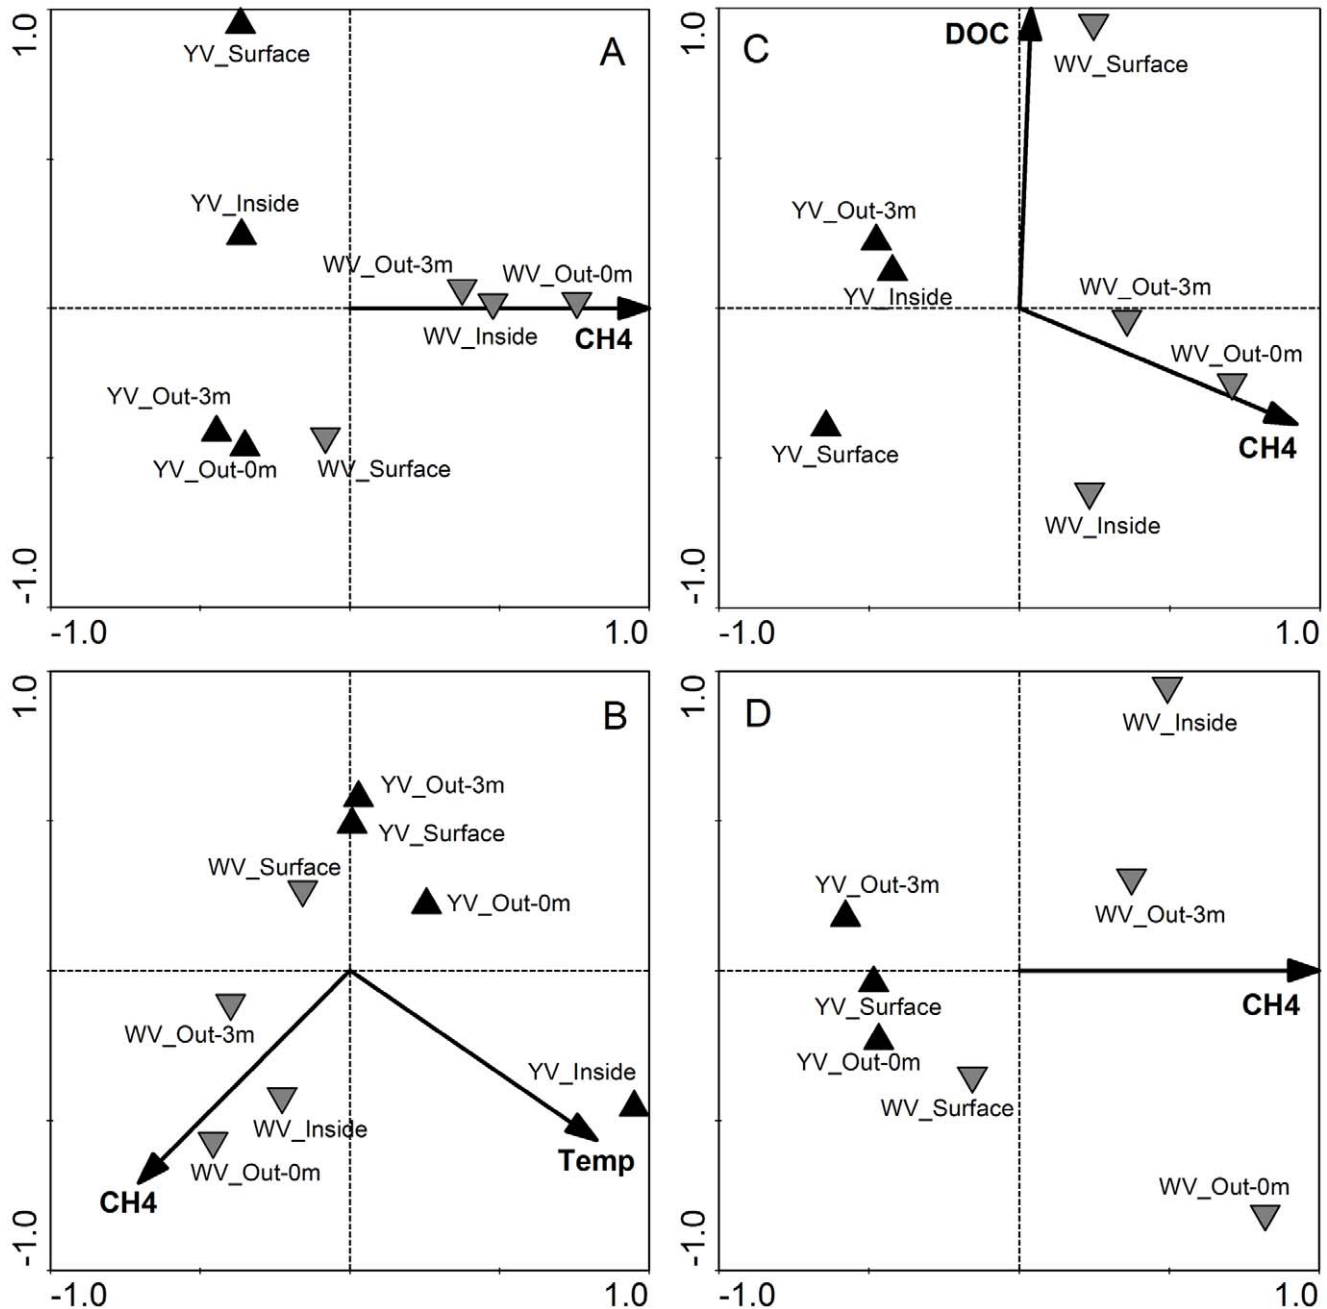 1.0
A
YV_Surface
YV_Inside
WV_Out-3m
WV_Out-0m
WV_Inside
CH4
YV_Out-3m
YV_Out-0m
WV_Surface
-1.0
-1.0
1.0
1.0
C
DOC
WV_Surface
YV_Out-3m
YV_Inside
WV_Out-3m
WV_Out-0m
CH4
YV_Surface
WV_Inside
-1.0
-1.0
1.0
1.0
B
YV_Out-3m
YV_Surface
WV_Surface
YV_Out-0m
WV_Out-3m
YV_Inside
WV_Inside
Temp
WV_Out-0m
CH4
-1.0
-1.0
1.0
1.0
D
WV_Inside
YV_Out-3m
WV_Out-3m
CH4
YV_Surface
YV_Out-0m
WV_Surface
WV_Out-0m
-1.0
-1.0
1.0